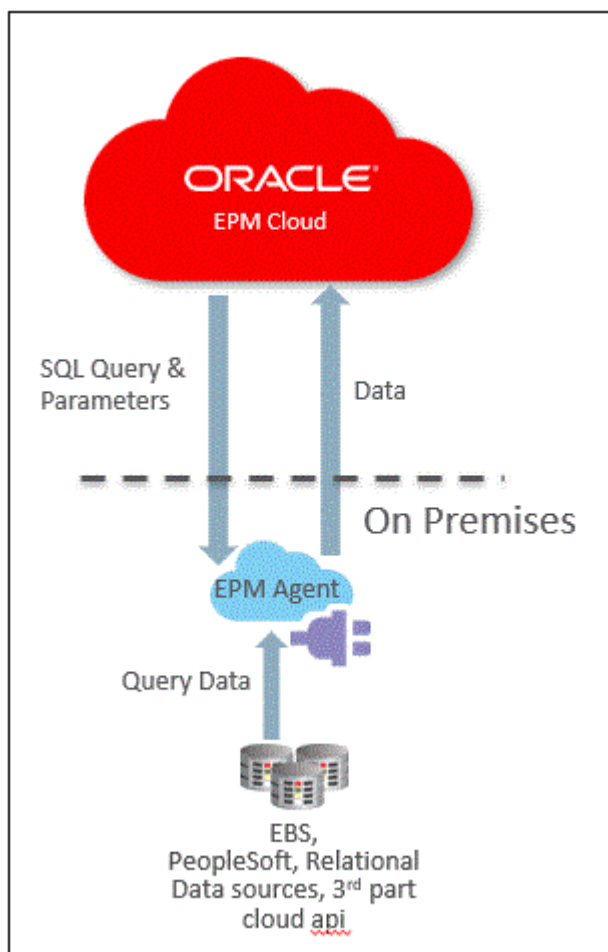 ORACLE®
EPM Cloud
SQL Query &
Parameters
Data
On Premises
EPM Agent
Query Data
EBS,
PeopleSoft, Relational
Data sources, 3rd part
cloud api